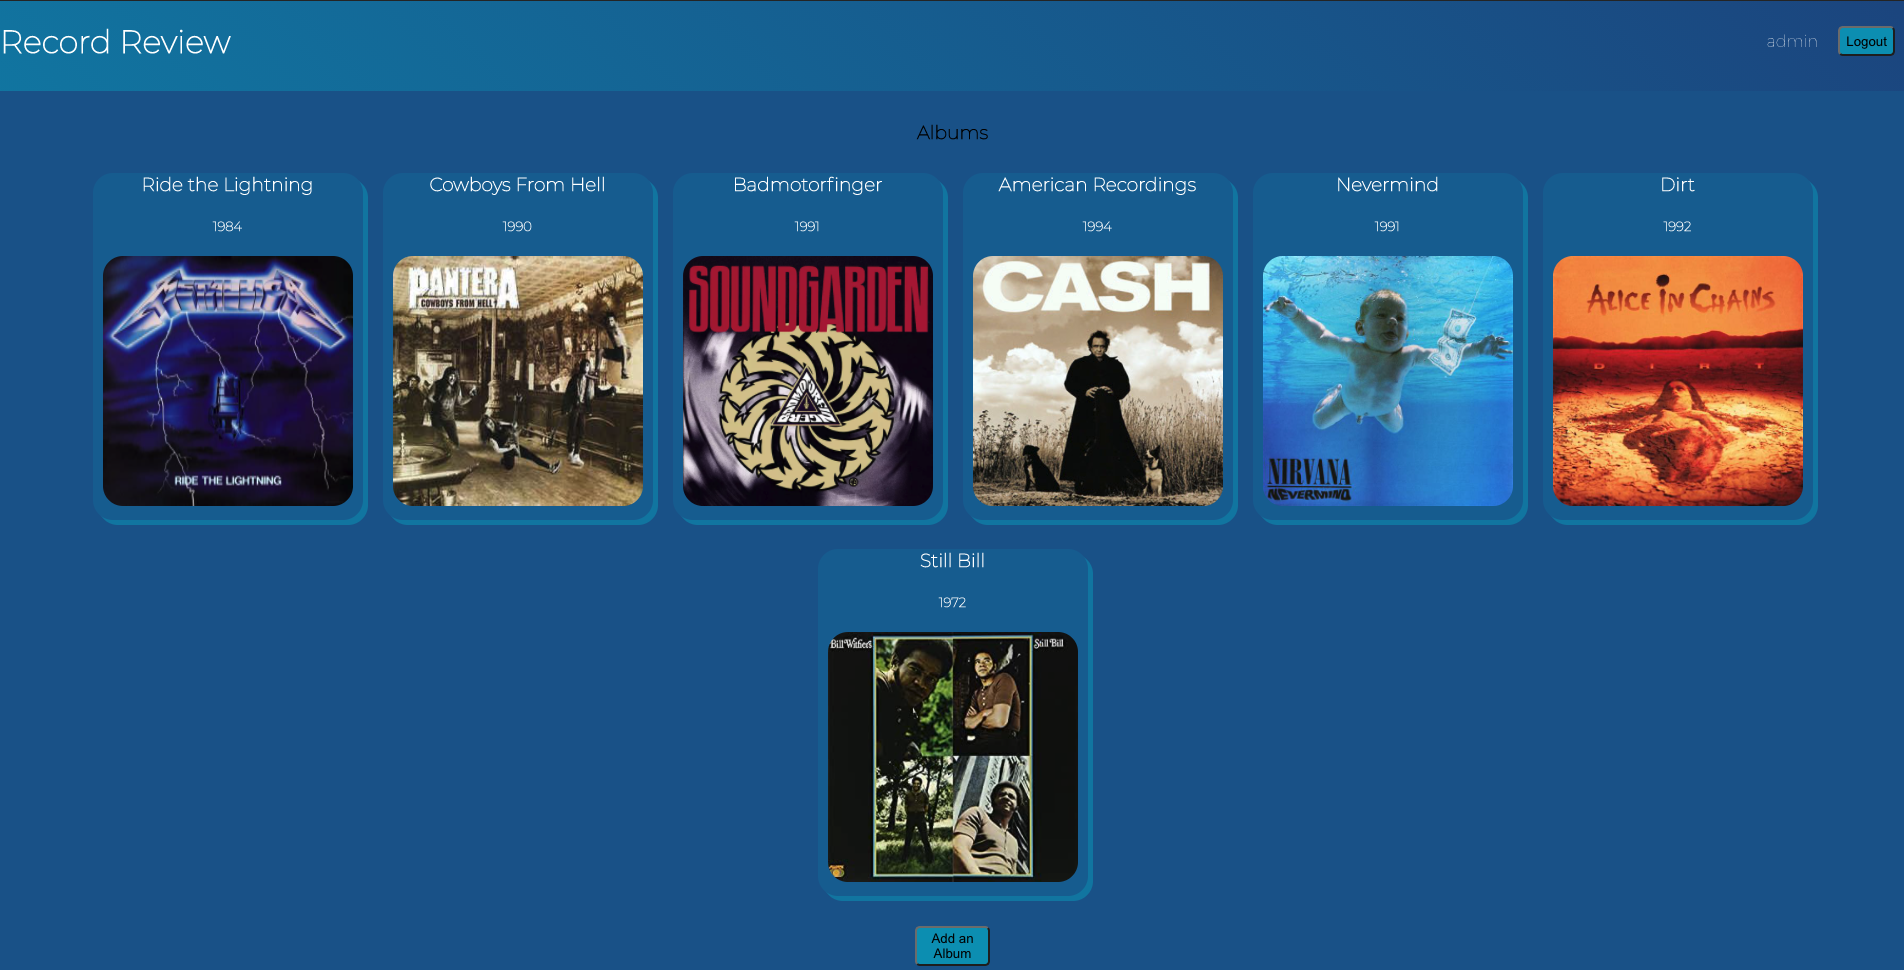 Record Review
admin
Logout
Albums
Ride the Lightning
1984
METALLICA
RIDE THE LIGHTNING
Cowboys From Hell
1990
PANTERA
COWBOYS FROM HELL
Badmotorfinger
1991
SOUNDGARDEN
American Recordings
1994
CASH
Nevermind
1991
NIRVANA
NEVERMIND
Dirt
1992
ALICE IN CHAINS
DIRT
Still Bill
1972
Bill Withers
Still Bill
Add an
Album